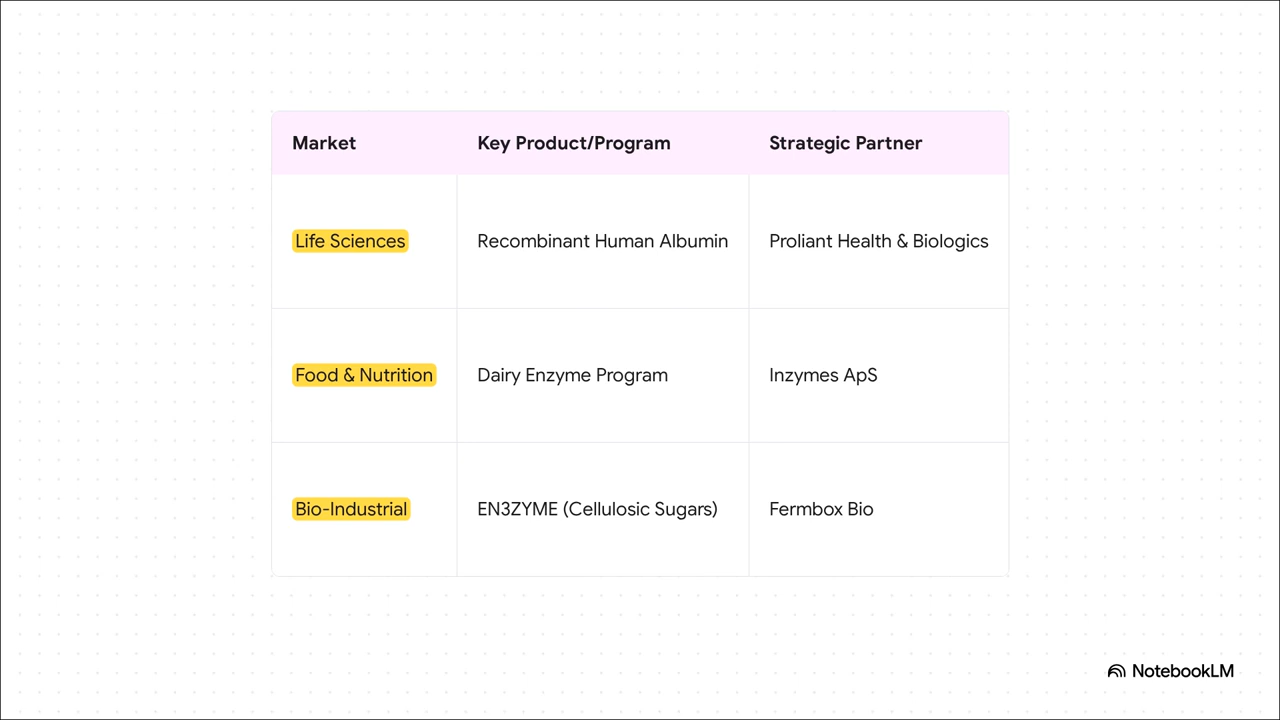 Market Key Product/Program Strategic Partner
Life Sciences Recombinant Human Albumin Proliant Health & Biologics
Food & Nutrition Dairy Enzyme Program Inzymes ApS
Bio-Industrial EN3ZYME (Cellulosic Sugars) Fermbox Bio
NotebookLM